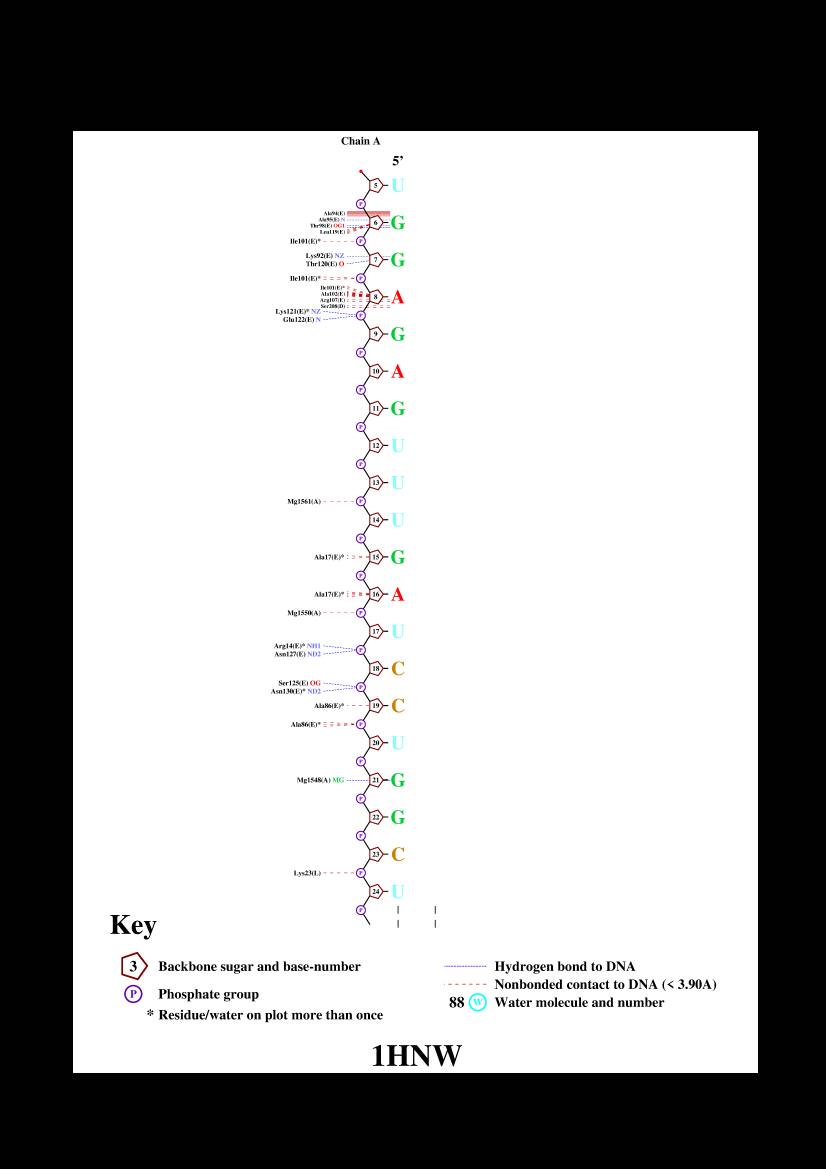 Chain A
5’
5 U
P
Ala94(E)
Ala95(E) N
Thr98(E) OG1
6 G
Leu119(E)
Ile101(E)* P
Lys92(E) NZ
7 G
Thr120(E) O
Ile101(E)* P
Ile101(E)*
Ala102(E)
8 A
Arg107(E)
Ser208(D)
Lys121(E)* NZ
P
Glu122(E) N
9 G
P
10 A
P
11 G
P
12 U
P
13 U
Mg1561(A) P
14 U
P
Ala17(E)* 15 G
P
Ala17(E)* 16 A
Mg1550(A) P
17 U
Arg14(E)* NH1
P
Asn127(E) ND2
18 C
Ser125(E) OG
P
Asn130(E)* ND2
Ala86(E)* 19 C
Ala86(E)* P
20 U
P
Mg1548(A) MG 21 G
P
22 G
P
23 C
Lys23(L) P
24 U
P
Key
3 Backbone sugar and base-number
P Phosphate group
* Residue/water on plot more than once
Hydrogen bond to DNA
Nonbonded contact to DNA (< 3.90A)
88 W Water molecule and number
1HNW